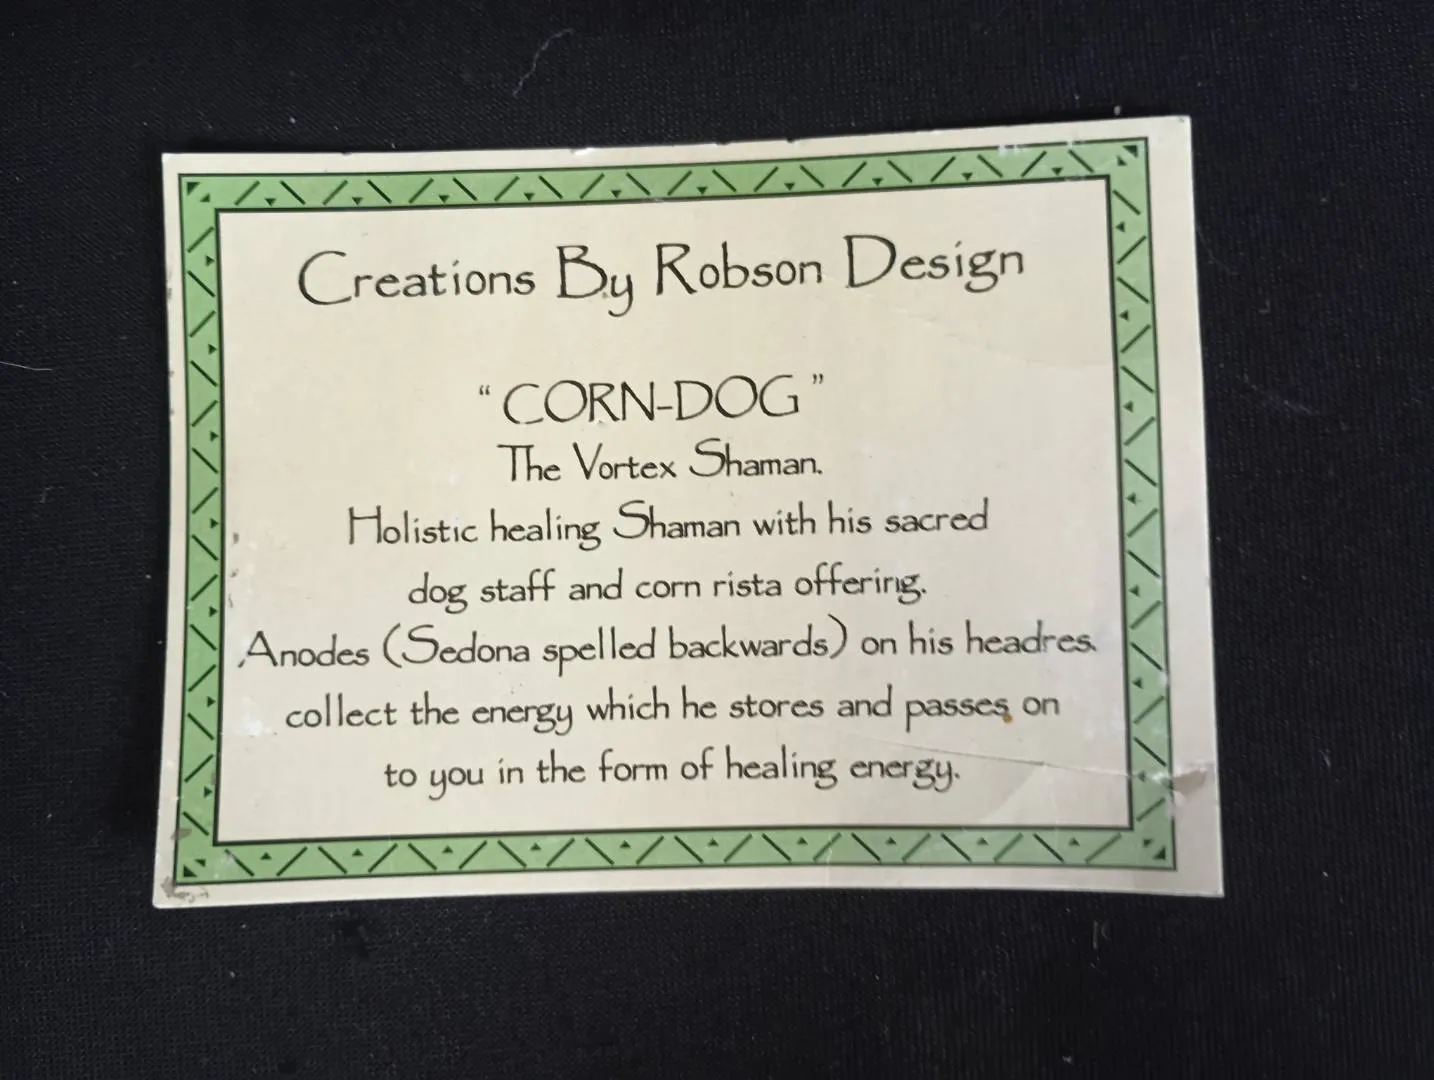 Creations By Robson Design
“ CORN-DOG ”
The Vortex Shaman.
Holistic healing Shaman with his sacred
dog staff and corn rista offering.
Anodes (Sedona spelled backwards) on his headres.
collect the energy which he stores and passes on
to you in the form of healing energy.